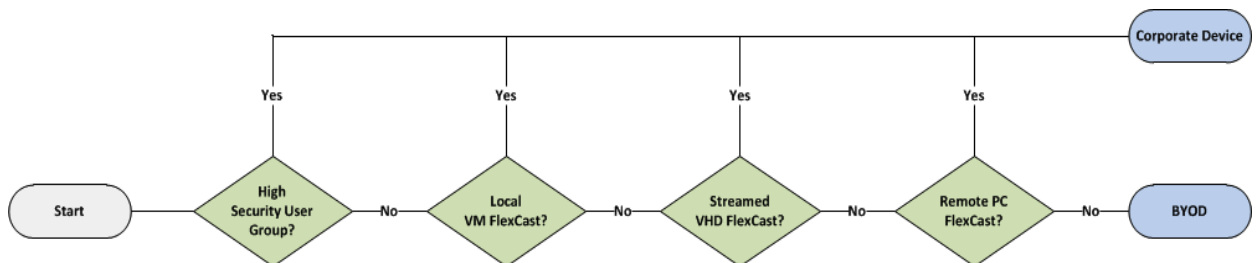 Corporate Device
Yes
Yes
Yes
Yes
Start
High
Security User
Group?
No
Local
VM FlexCast?
No
Streamed
VHD FlexCast?
No
Remote PC
FlexCast?
No
BYOD